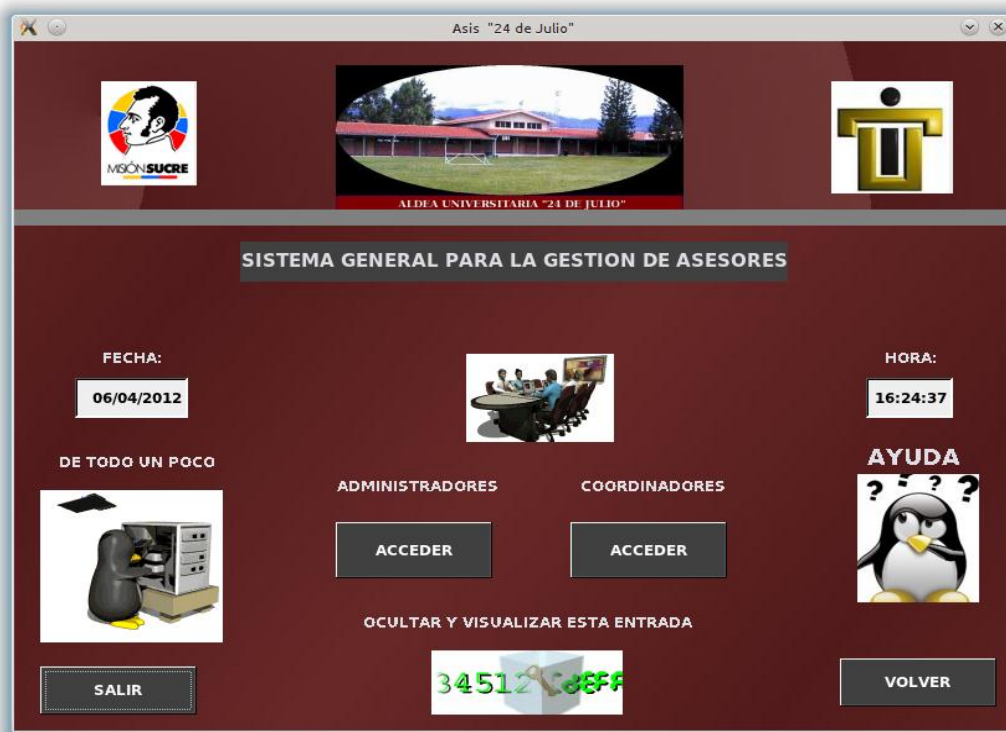 Asis "24 de Julio"
MISIÓN SUCRE
ALDEA UNIVERSITARIA "24 DE JULIO"
SISTEMA GENERAL PARA LA GESTION DE ASESORES
FECHA:
06/04/2012
HORA:
16:24:37
DE TODO UN POCO
AYUDA
? ? ? ?
ADMINISTRADORES
COORDINADORES
ACCEDER
ACCEDER
OCULTAR Y VISUALIZAR ESTA ENTRADA
34512
SALIR
VOLVER